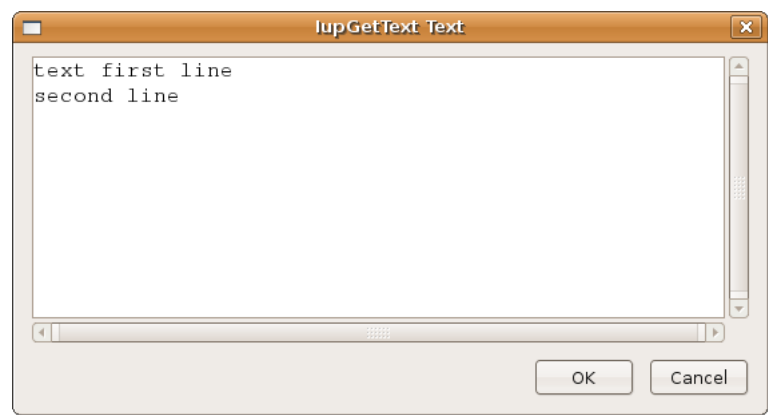 IupGetText Text
text first line
second line
OK
Cancel